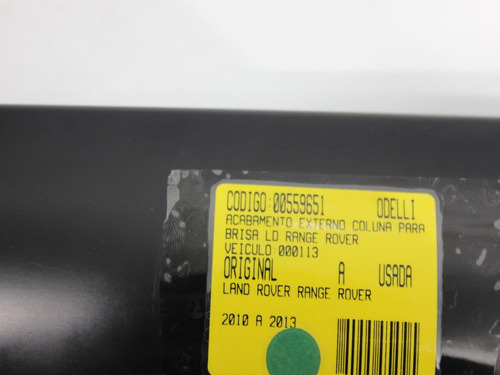 CODIGO:00559651 ODELLI
ACABAMENTO EXTERNO COLUNA PARA
BRISA LD RANGE ROVER
VEICULO:000113
ORIGINAL A USADA
LAND ROVER RANGE ROVER
2010 A 2013